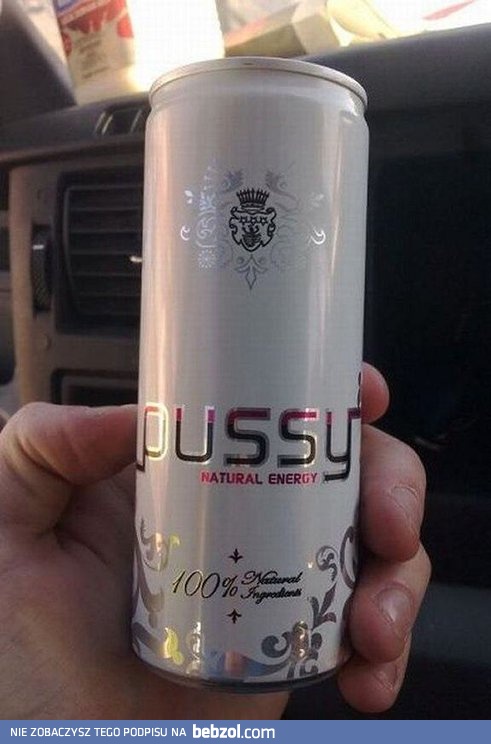 pussy
NATURAL ENERGY
100% Natural
Ingredients
NIE ZOBACZYSZ TEGO PODPISU NA bebzol.com